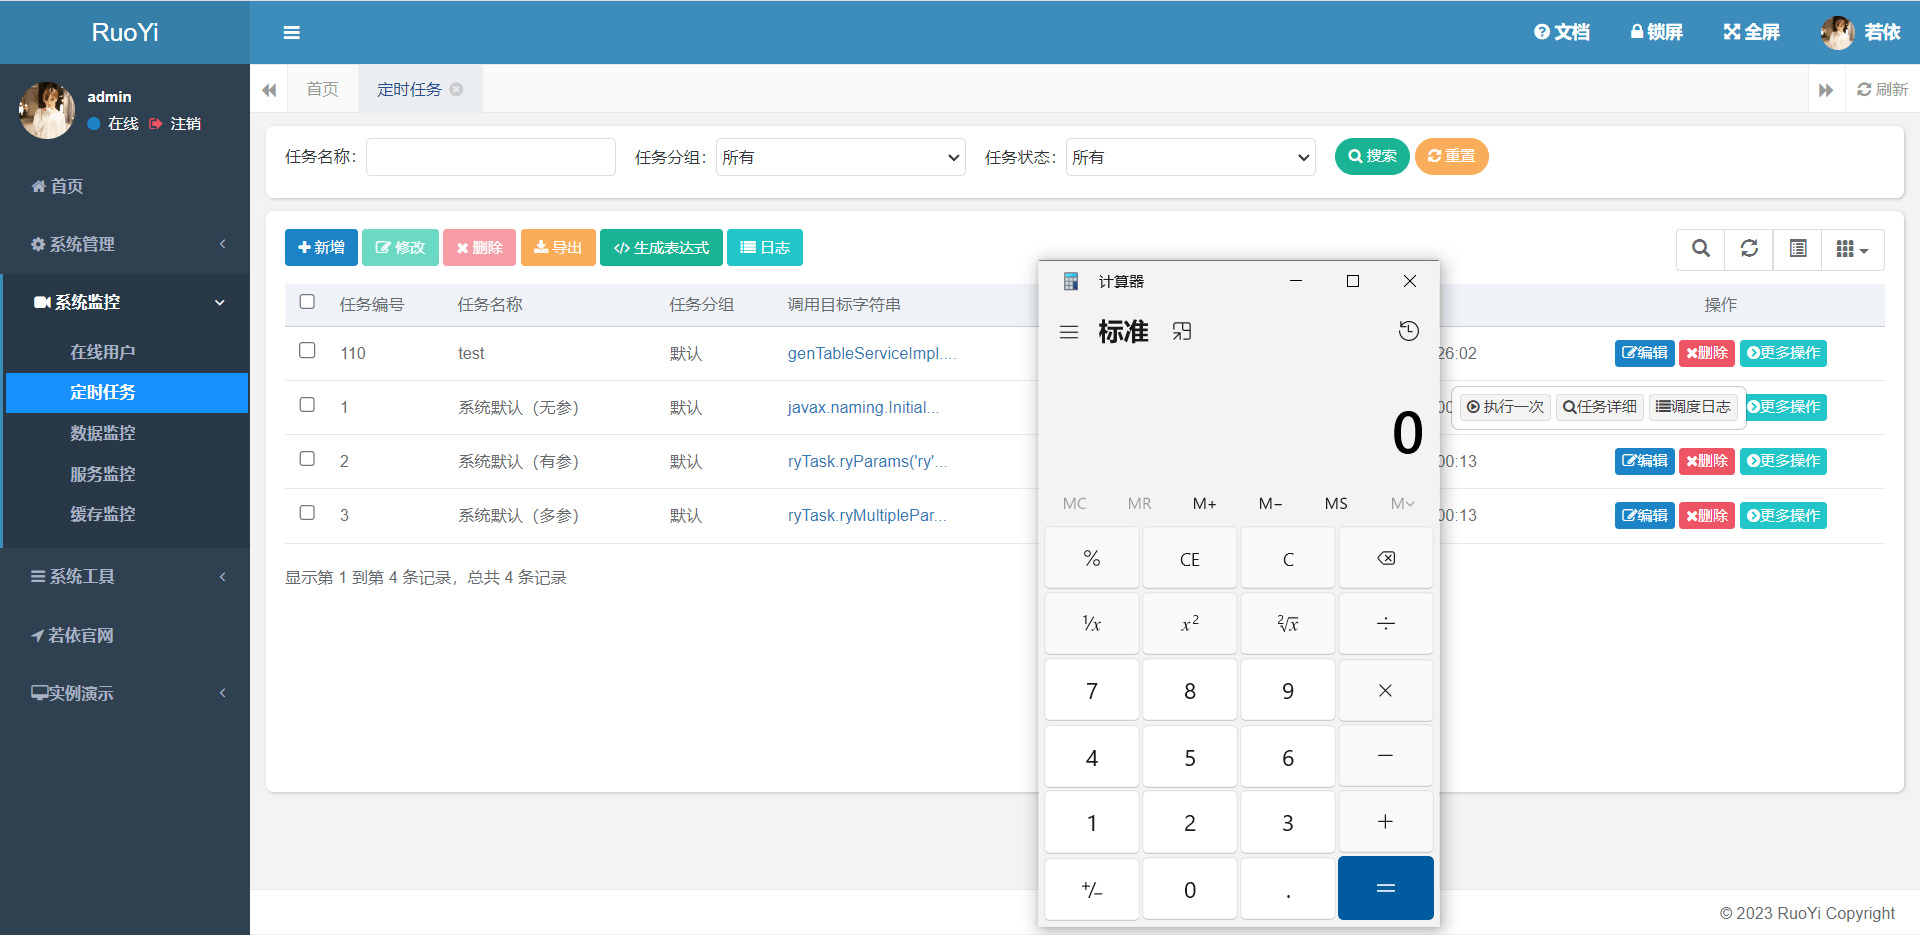 RuoYi
文档
锁屏
全屏
若依
admin
在线 注销
首页
定时任务
刷新
任务名称：
任务分组： 所有
任务状态： 所有
搜索
重置
首页
系统管理
系统监控
在线用户
定时任务
数据监控
服务监控
缓存监控
系统工具
若依官网
实例演示
新增
修改
删除
导出
生成表达式
日志
任务编号 任务名称 任务分组 调用目标字符串 操作
110 test 默认 genTableServiceImpl.... 26:02 编辑 删除 更多操作
1 系统默认（无参） 默认 javax.naming.Initial... 执行一次 任务详细 调度日志 更多操作
2 系统默认（有参） 默认 ryTask.ryParams('ry'... 00:13 编辑 删除 更多操作
3 系统默认（多参） 默认 ryTask.ryMultiplePar... 00:13 编辑 删除 更多操作
显示第 1 到第 4 条记录，总共 4 条记录
计算器
标准
0
MC MR M+ M− MS M
% CE C
¹⁄x x² ²√x ÷
7 8 9 ×
4 5 6 −
1 2 3 +
+/− 0 . =
© 2023 RuoYi Copyright